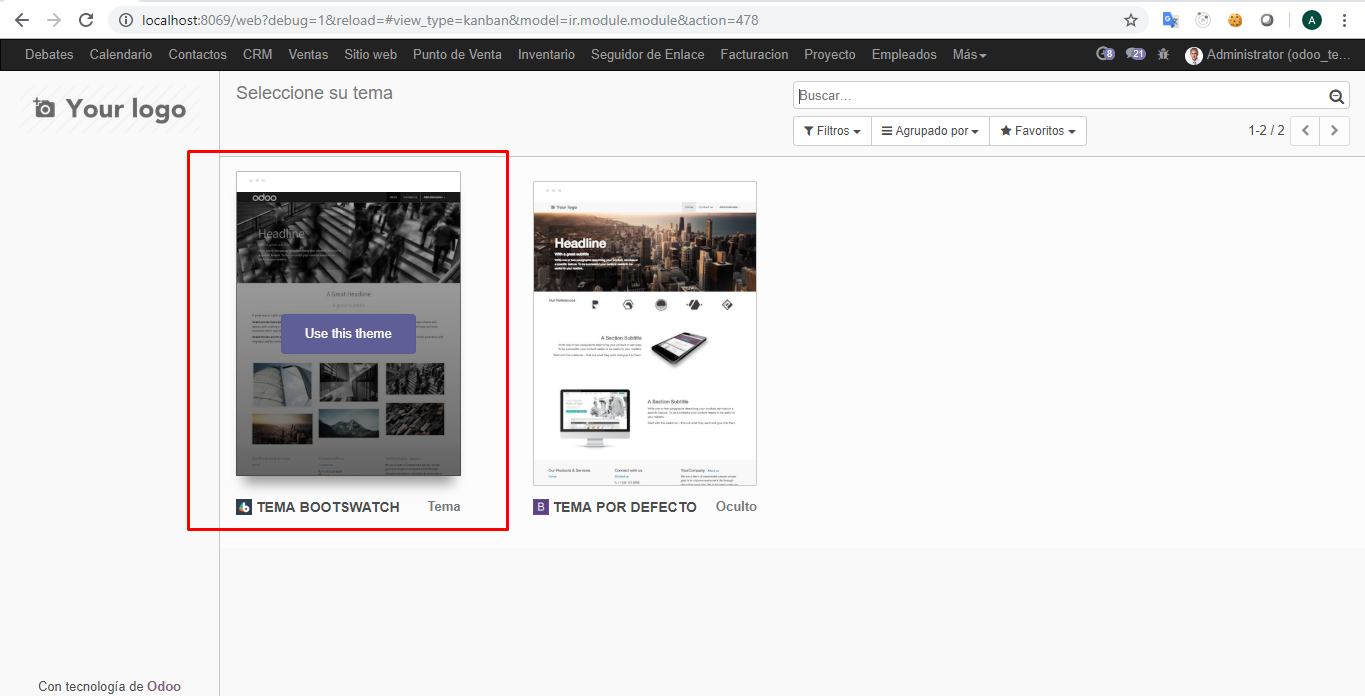 localhost:8069/web?debug=1&reload=#view_type=kanban&model=ir.module.module&action=478
A
Debates Calendario Contactos CRM Ventas Sitio web Punto de Venta Inventario Seguidor de Enlace Facturacion Proyecto Empleados Más 8 21 Administrator (odoo_te...
Your logo
Seleccione su tema
Buscar...
Filtros Agrupado por Favoritos 1-2 / 2
odoo
Headline
A Great Headline
Use this theme
TEMA BOOTSWATCH Tema
Your logo
Headline
With a great subtitle
Our References
A Section Subtitle
A Section Subtitle
Our Products & Services Connect with us YourCompany
B TEMA POR DEFECTO Oculto
Con tecnología de Odoo